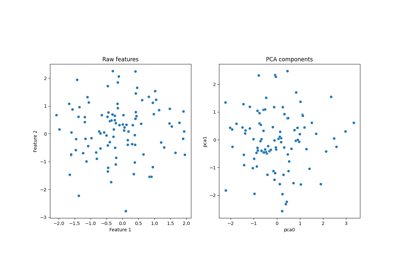 Raw features
PCA components
Feature 2
2
1
0
−1
−2
−3
−2.0 −1.5 −1.0 −0.5 0.0 0.5 1.0 1.5 2.0
Feature 1
pca1
2
1
0
−1
−2
−2 −1 0 1 2 3
pca0